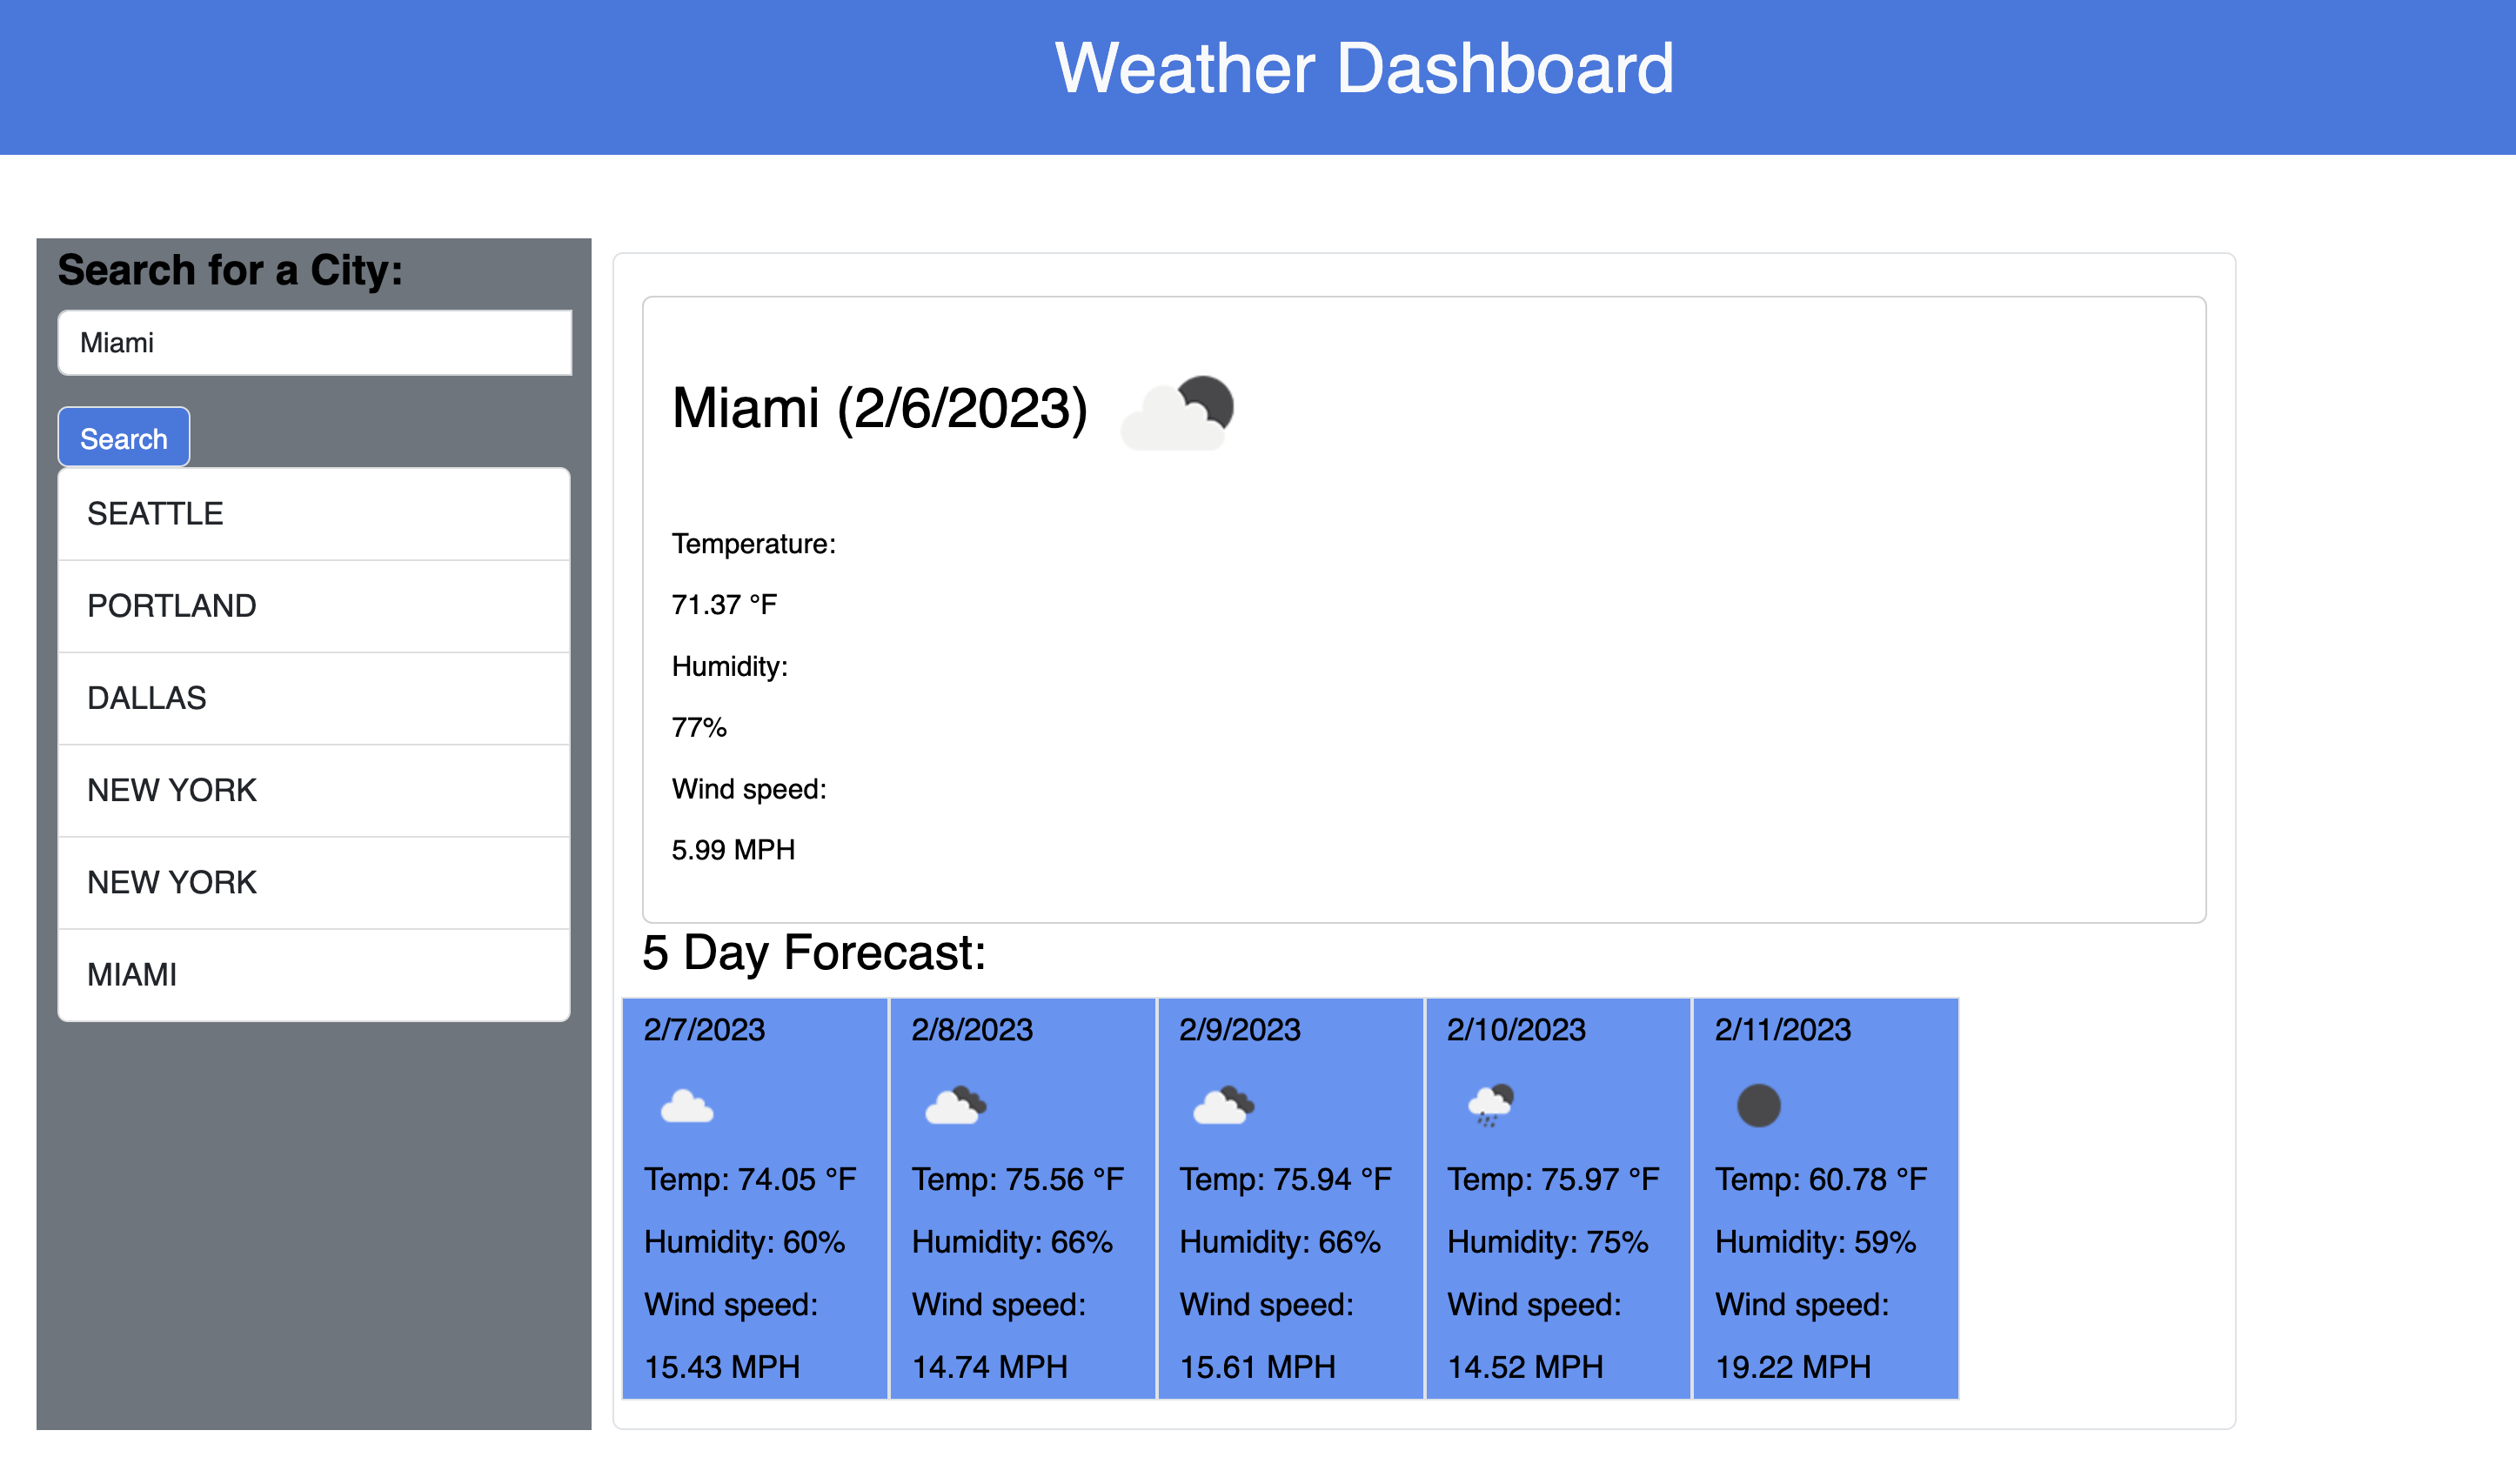 Weather Dashboard
Search for a City:
Miami
Search
SEATTLE
PORTLAND
DALLAS
NEW YORK
NEW YORK
MIAMI
Miami (2/6/2023)
Temperature:
71.37 °F
Humidity:
77%
Wind speed:
5.99 MPH
5 Day Forecast:
2/7/2023
Temp: 74.05 °F
Humidity: 60%
Wind speed:
15.43 MPH
2/8/2023
Temp: 75.56 °F
Humidity: 66%
Wind speed:
14.74 MPH
2/9/2023
Temp: 75.94 °F
Humidity: 66%
Wind speed:
15.61 MPH
2/10/2023
Temp: 75.97 °F
Humidity: 75%
Wind speed:
14.52 MPH
2/11/2023
Temp: 60.78 °F
Humidity: 59%
Wind speed:
19.22 MPH